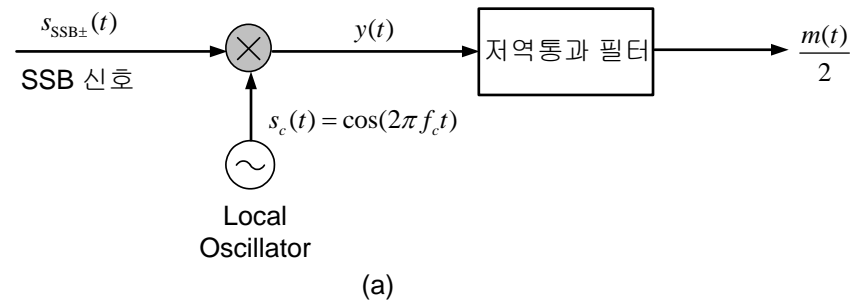 s_SSB±(t)
y(t)
저역통과 필터
m(t)/2
SSB 신호
s_c(t) = cos(2πf_c t)
Local
Oscillator
(a)